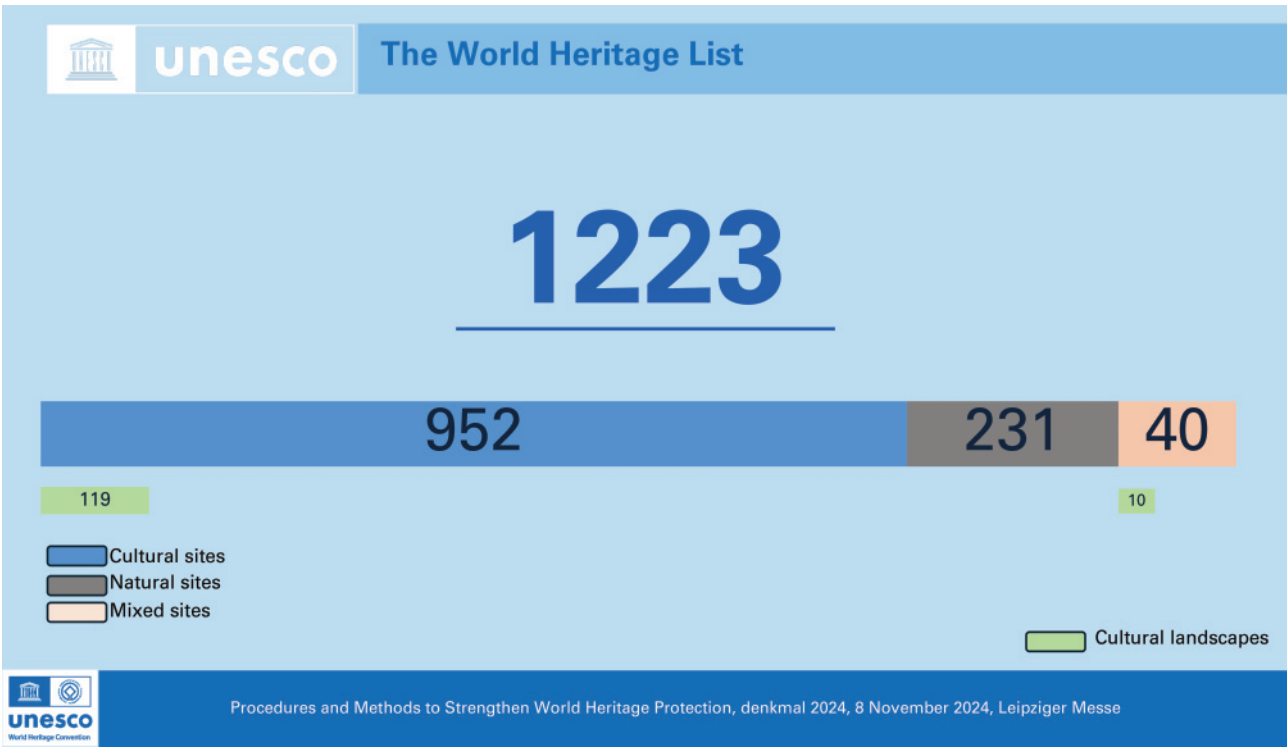 unesco
The World Heritage List
1223
952 231 40
119 10
Cultural sites
Natural sites
Mixed sites
Cultural landscapes
unesco
World Heritage Convention
Procedures and Methods to Strengthen World Heritage Protection, denkmal 2024, 8 November 2024, Leipziger Messe